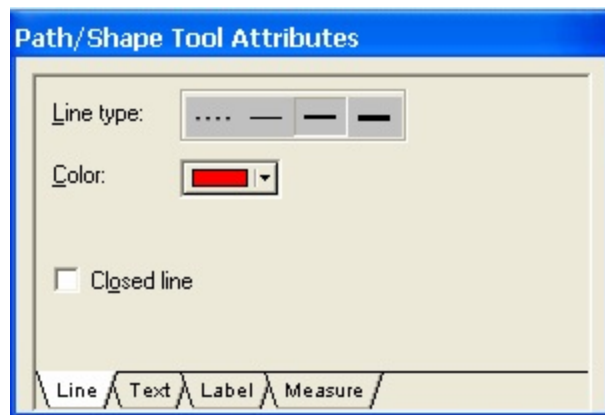 Path/Shape Tool Attributes
Line type:
Color:
Closed line
Line Text Label Measure